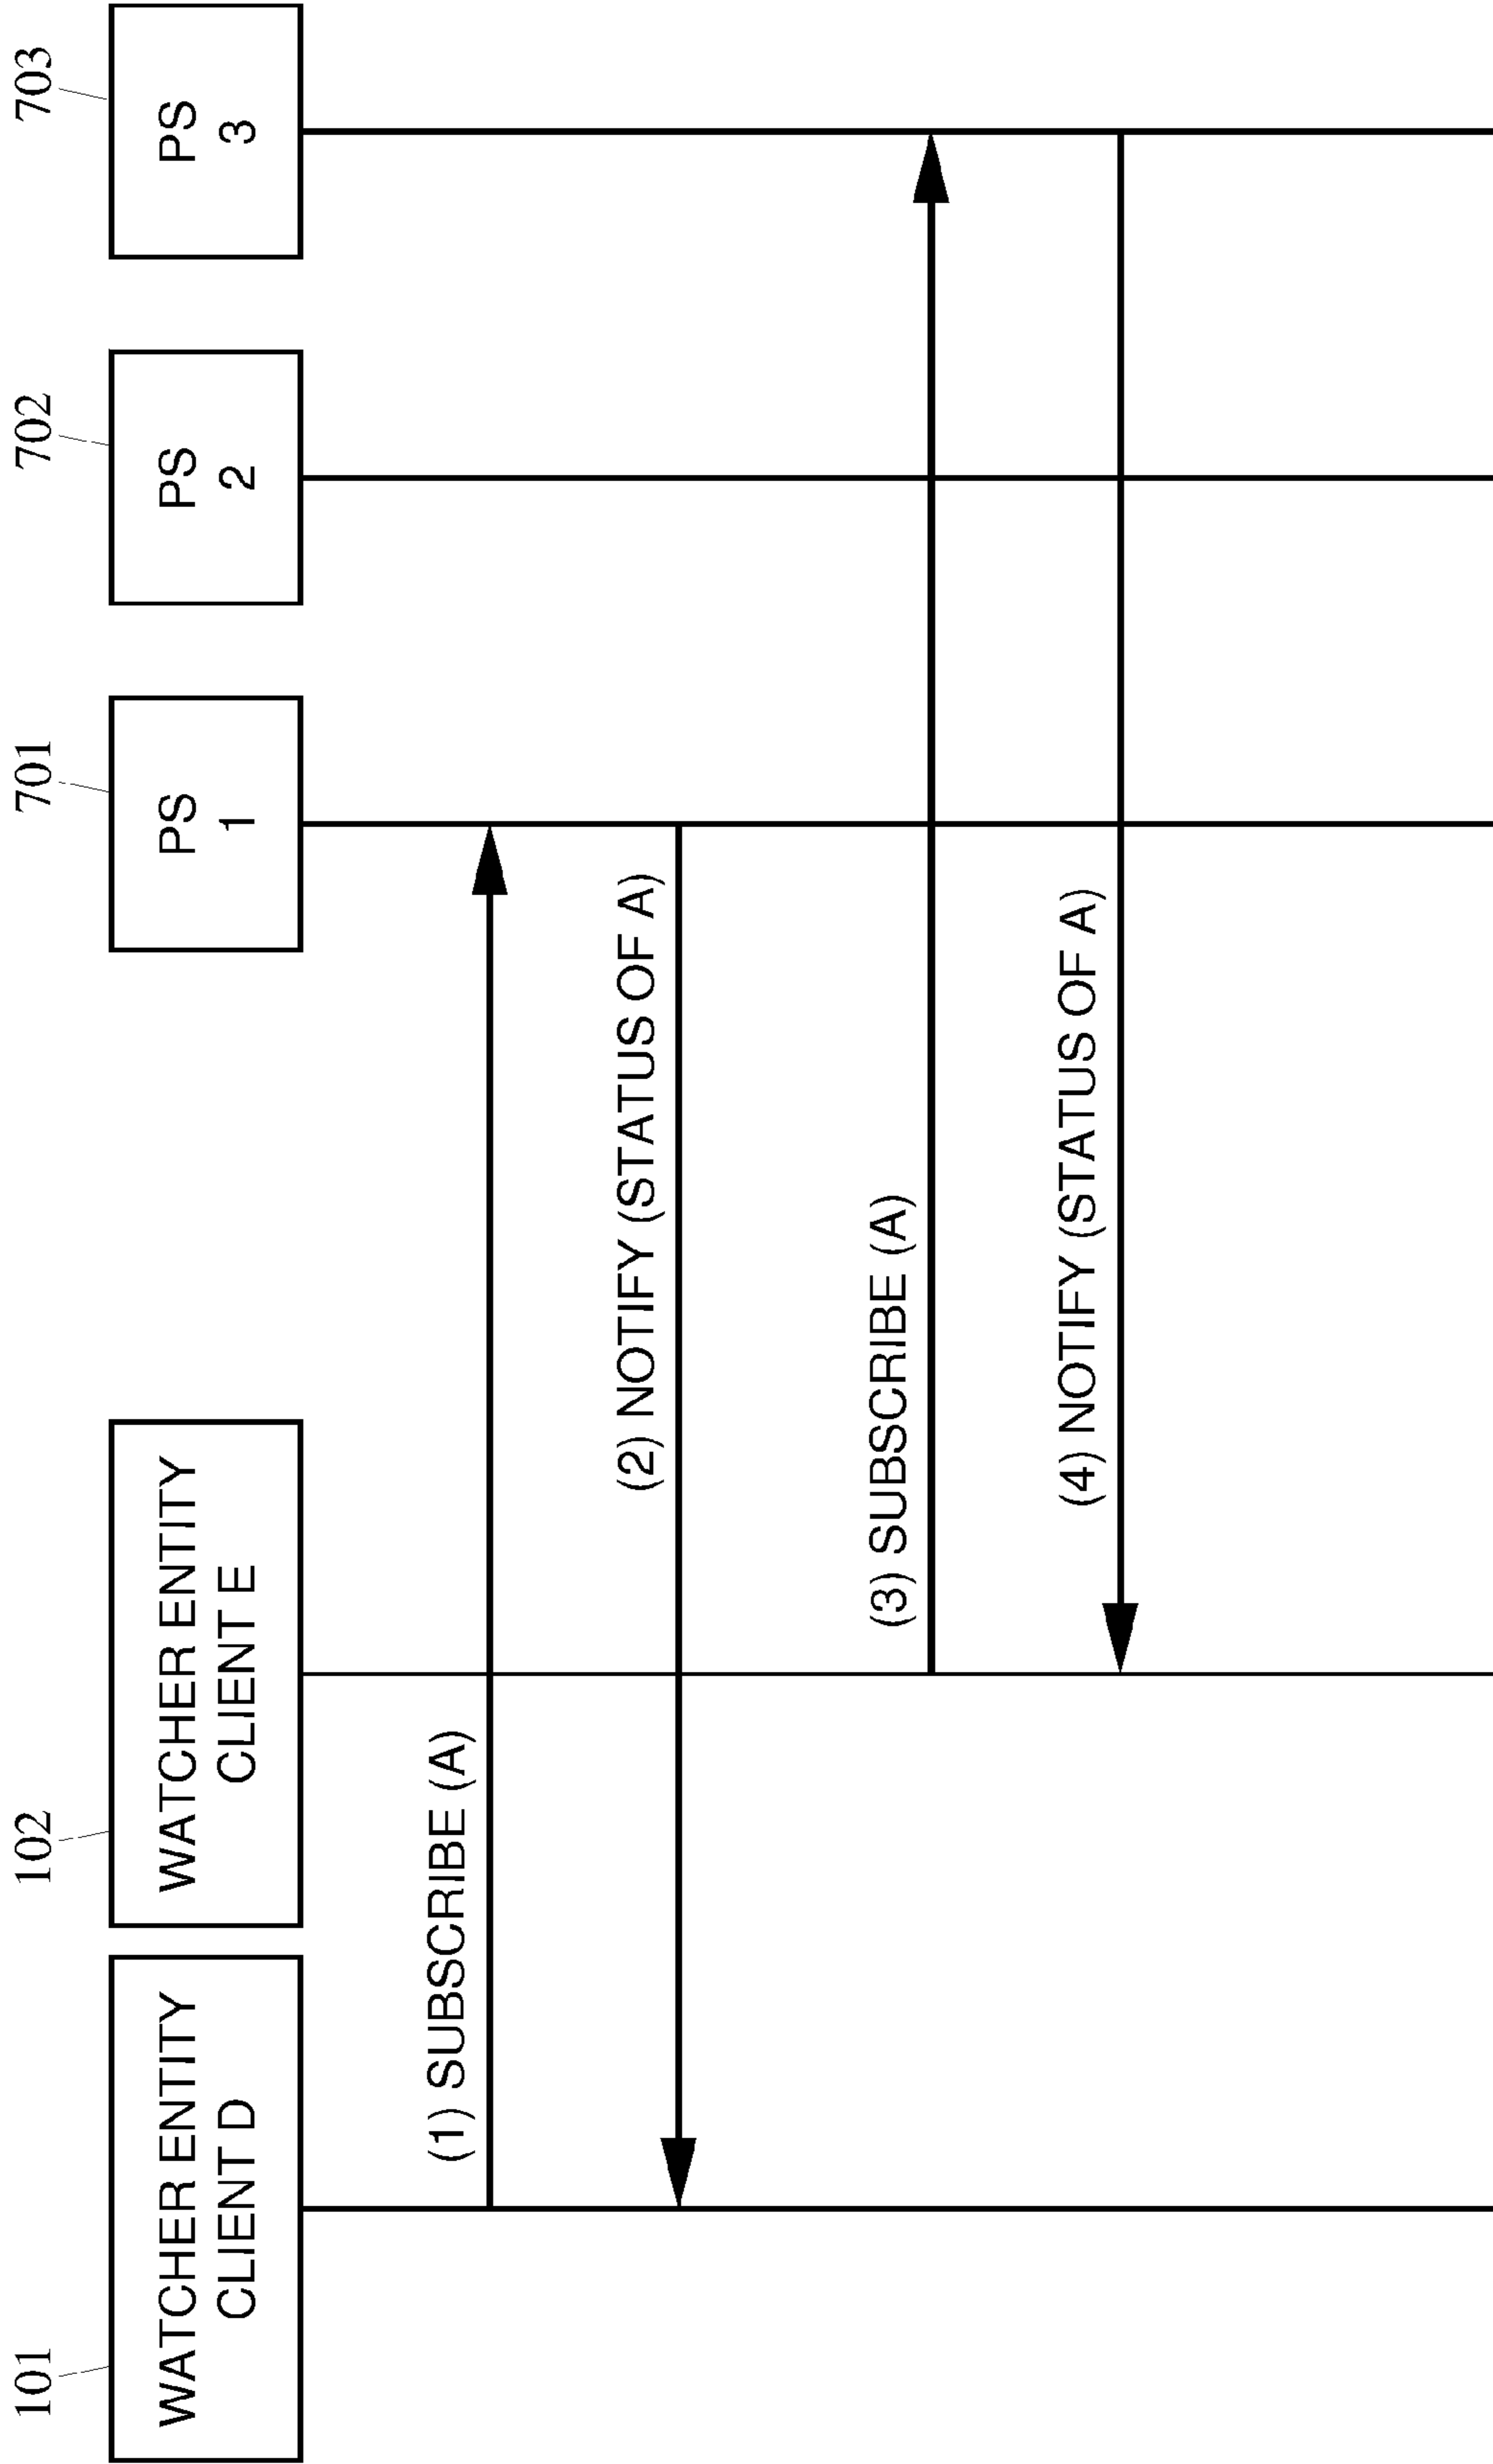 101
102
701
702
703
WATCHER ENTITY
CLIENT D
WATCHER ENTITY
CLIENT E
PS
1
PS
2
PS
3
(1) SUBSCRIBE (A)
(2) NOTIFY (STATUS OF A)
(3) SUBSCRIBE (A)
(4) NOTIFY (STATUS OF A)